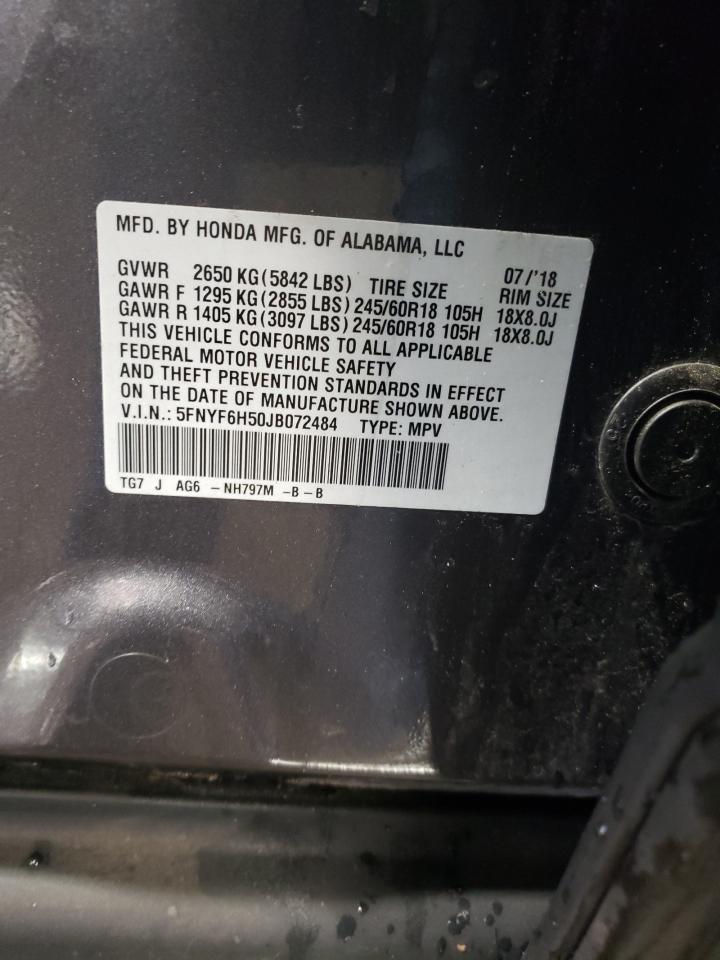 MFD. BY HONDA MFG. OF ALABAMA, LLC
07/'18
GVWR 2650 KG(5842 LBS) TIRE SIZE RIM SIZE
GAWR F 1295 KG(2855 LBS)245/60R18 105H 18X8.0J
GAWR R 1405 KG(3097 LBS)245/60R18 105H 18X8.0J
THIS VEHICLE CONFORMS TO ALL APPLICABLE
FEDERAL MOTOR VEHICLE SAFETY
AND THEFT PREVENTION STANDARDS IN EFFECT
ON THE DATE OF MANUFACTURE SHOWN ABOVE.
V.I.N.: 5FNYF6H50JB072484 TYPE: MPV
TG7 J AG6 -NH797M -B-B